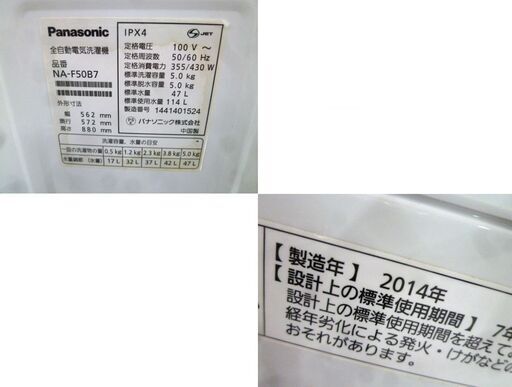 Panasonic
全自動電気洗濯機
品番
NA-F50B7
外形寸法
幅 562 mm
奥行 572 mm
高さ 880 mm
IPX4
JET
定格電圧 100 V ～
定格周波数 50/60 Hz
定格消費電力 355/430 W
標準洗濯容量 5.0 kg
標準脱水容量 5.0 kg
標準水量 47 L
標準使用水量 114 L
製造番号 1441401524
パナソニック株式会社
中国製
洗濯容量、水量の目安
一回の洗濯物の量 0.5 kg 1.2 kg 2.3 kg 3.8 kg 5.0 kg
水量調節（水量） 17 L 32 L 37 L 42 L 47 L
【製造年】 2014年
【設計上の標準使用期間】 7年
設計上の標準使用期間を超えて
経年劣化による発火・けがなどの
おそれがあります。